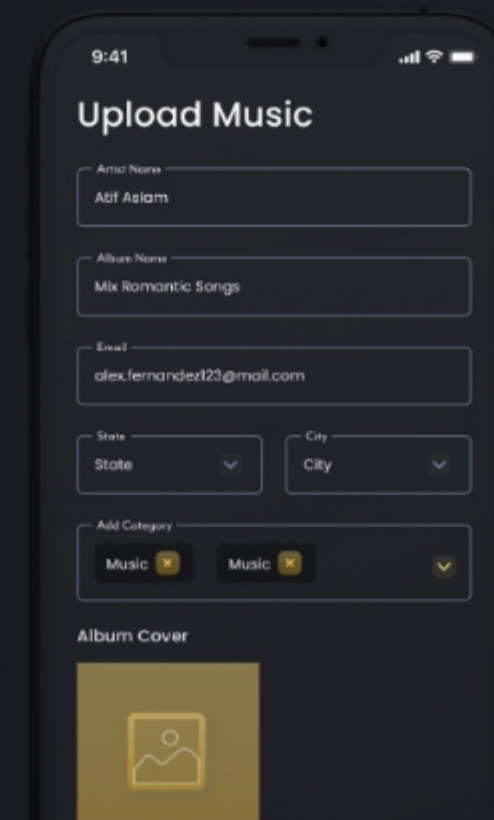 9:41
Upload Music
Artist Name
Atif Aslam
Album Name
Mix Romantic Songs
Email
alex.fernandez123@mail.com
State City
State City
Add Category
Music Music
Album Cover